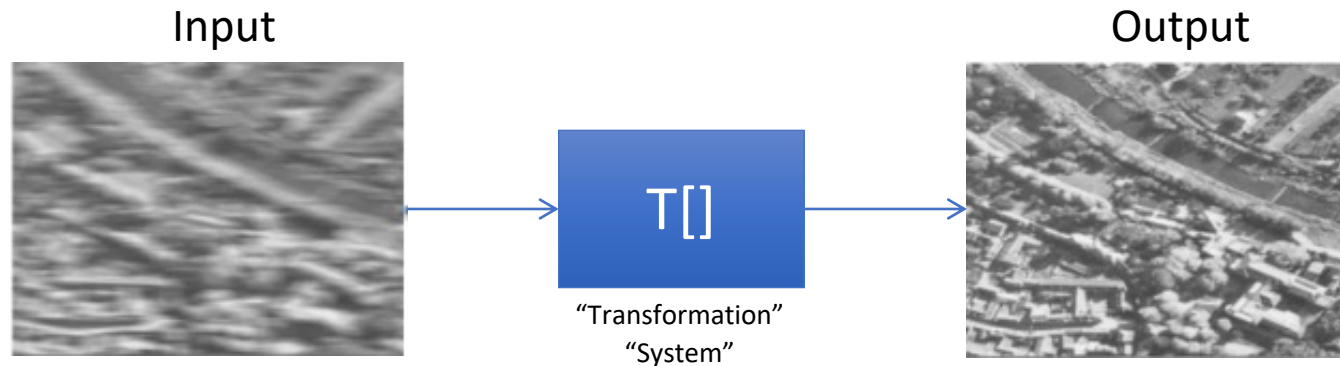 Input
Output
T[]
“Transformation”
“System”